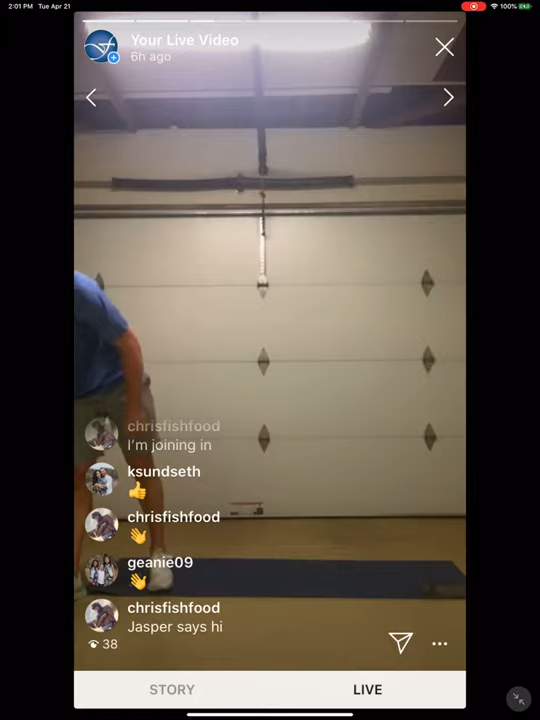 2:01 PM Tue Apr 21
100%
Your Live Video
6h ago
chrisfishfood
I'm joining in
ksundseth
👍
chrisfishfood
👋
geanie09
👋
chrisfishfood
Jasper says hi
38
STORY LIVE